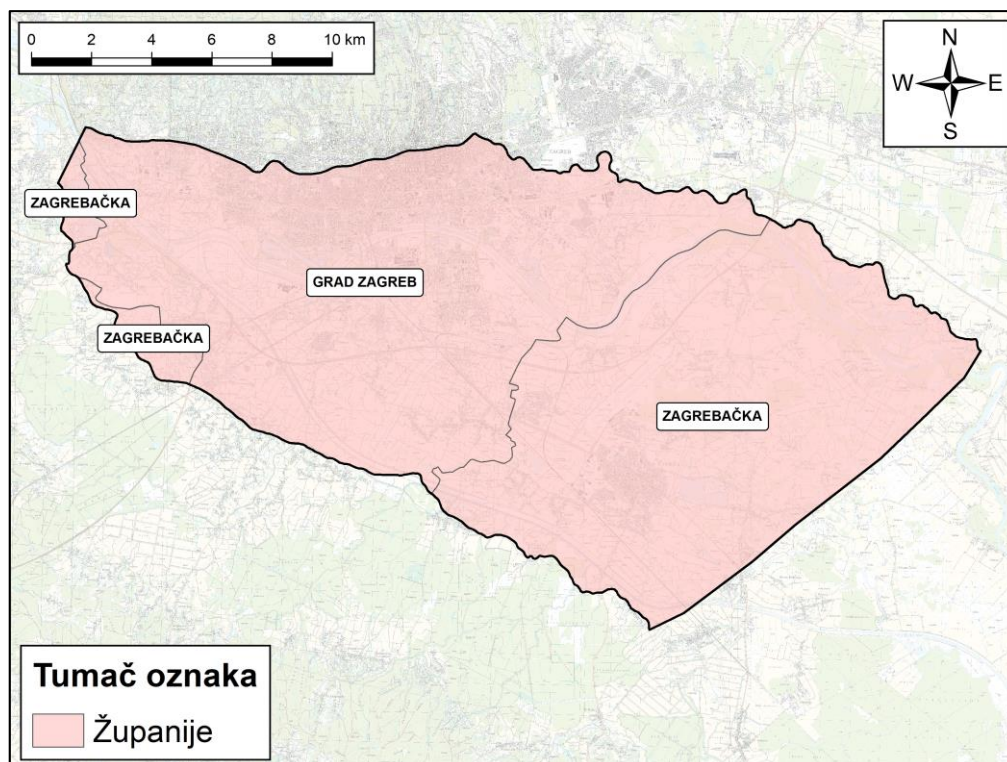 0 2 4 6 8 10 km
N
W E
S
ZAGREBAČKA
GRAD ZAGREB
ZAGREBAČKA
ZAGREBAČKA
Tumač oznaka
Županije